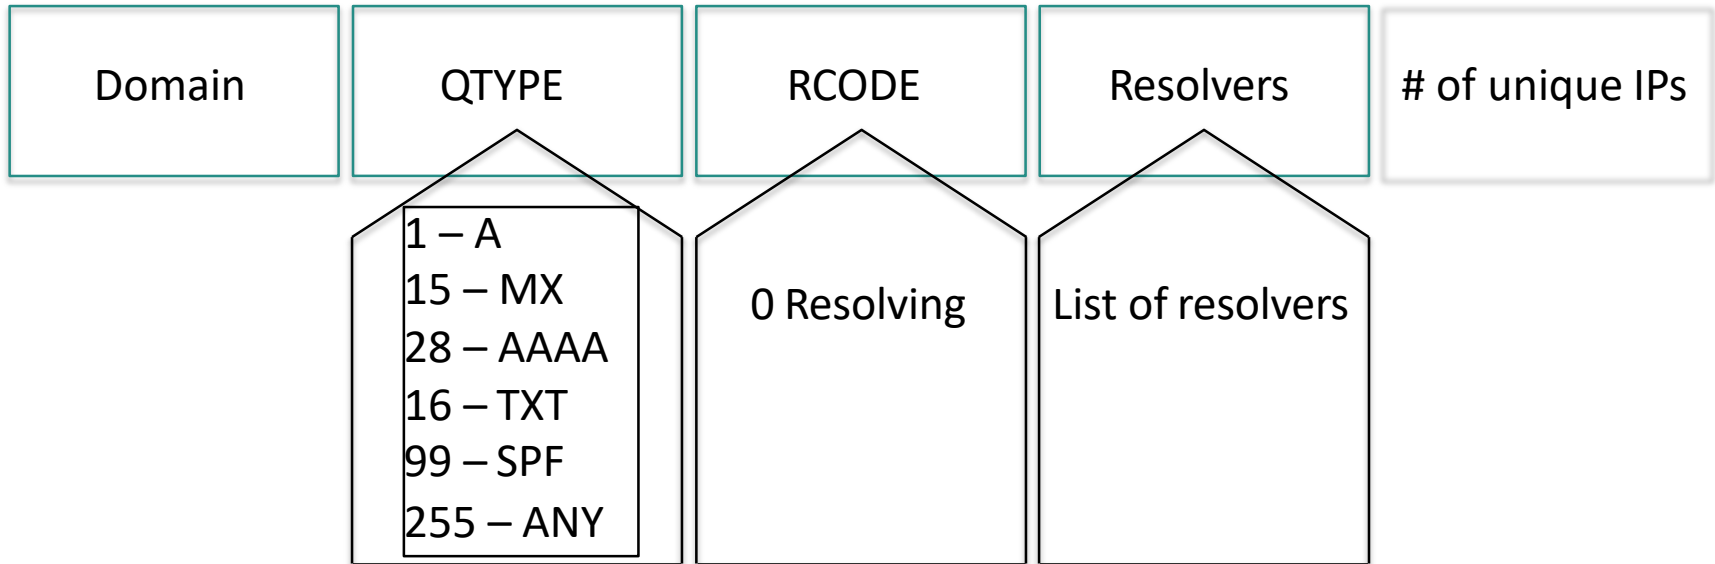 Domain
QTYPE
RCODE
Resolvers
# of unique IPs
1 – A
15 – MX
28 – AAAA
16 – TXT
99 – SPF
255 – ANY
0 Resolving
List of resolvers